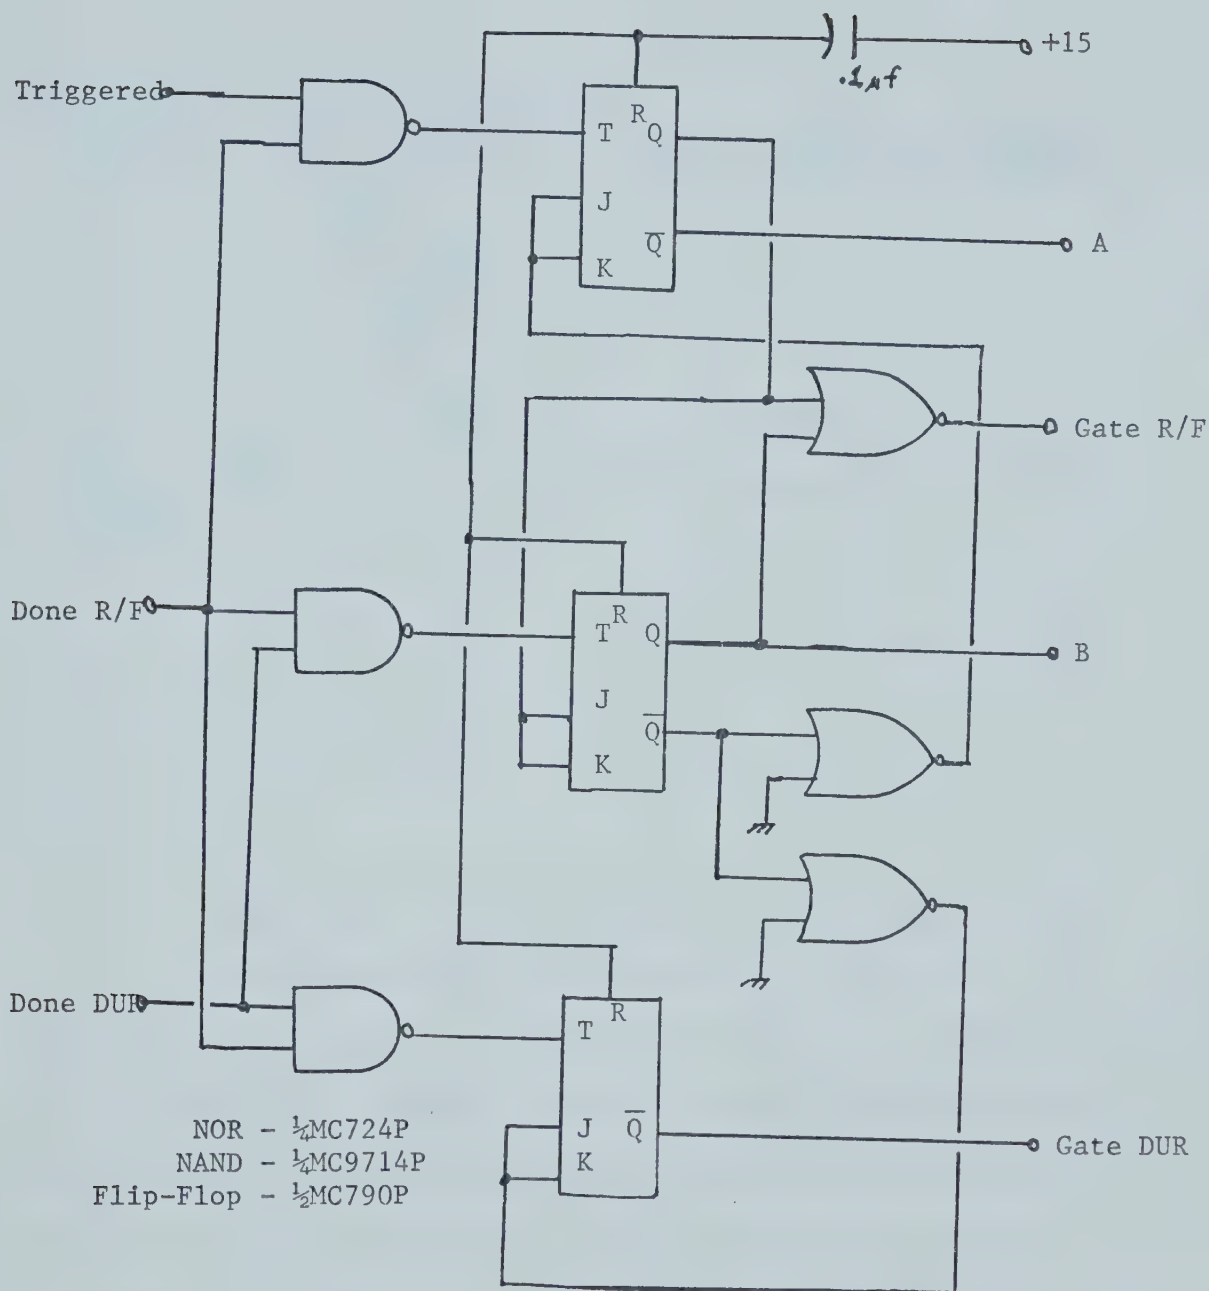 +15
.1μf
Triggered
R
T Q
J
Q̅
K
A
Gate R/F
Done R/F
R
T Q
J
Q̅
K
B
Done DUR
R
T
J Q̅
K
Gate DUR
NOR - ¼MC724P
NAND - ¼MC9714P
Flip-Flop - ½MC790P